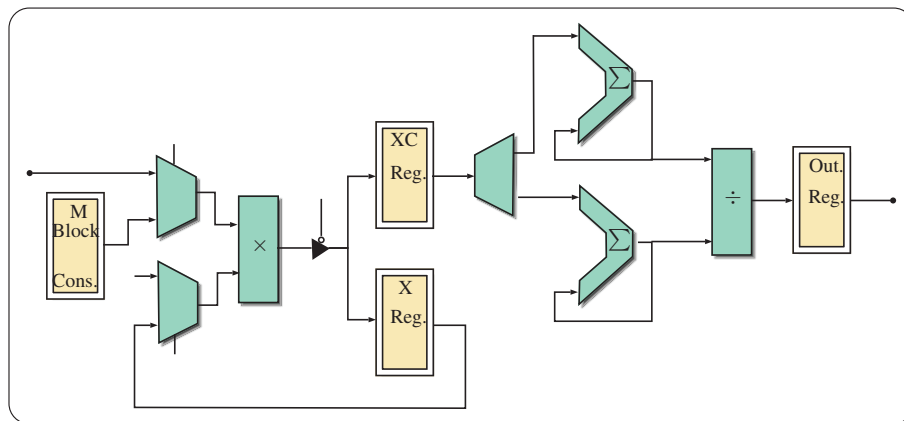 M
Block
Cons.
×
XC
Reg.
X
Reg.
Σ
Σ
÷
Out.
Reg.